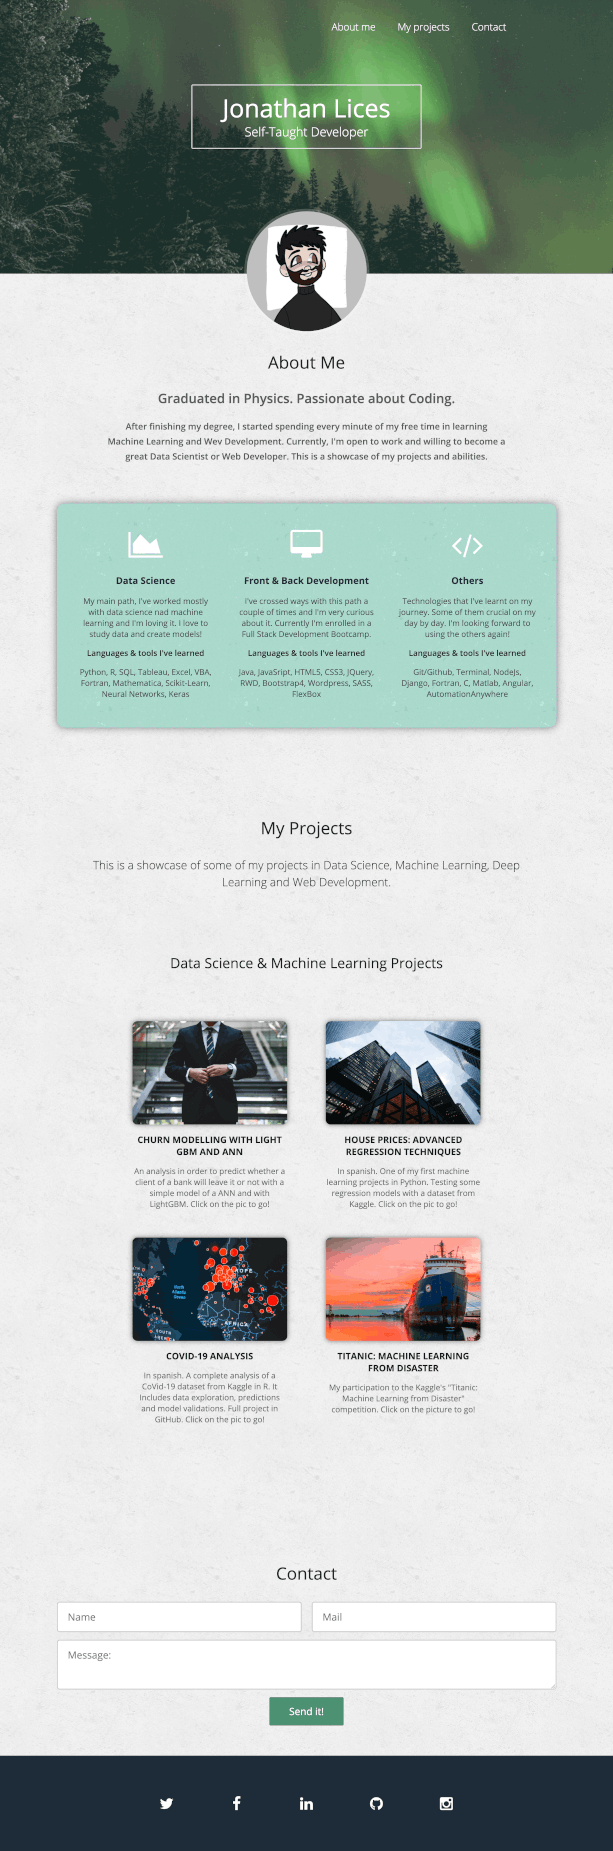 About me
My projects
Contact
Jonathan Lices
Self-Taught Developer
About Me
Graduated in Physics. Passionate about Coding.
After finishing my degree, I started spending every minute of my free time in learning
Machine Learning and Wev Development. Currently, I'm open to work and willing to become a
great Data Scientist or Web Developer. This is a showcase of my projects and abilities.
Data Science
My main path, I've worked mostly
with data science nad machine
learning and I'm loving it. I love to
study data and create models!
Languages & tools I've learned
Python, R, SQL, Tableau, Excel, VBA,
Fortran, Mathematica, Scikit-Learn,
Neural Networks, Keras
Front & Back Development
I've crossed ways with this path a
couple of times and I'm very curious
about it. Currently I'm enrolled in a
Full Stack Development Bootcamp.
Languages & tools I've learned
Java, JavaSript, HTML5, CSS3, JQuery,
RWD, Bootstrap4, Wordpress, SASS,
FlexBox
Others
Technologies that I've learnt on my
journey. Some of them crucial on my
day by day. I'm looking forward to
using the others again!
Languages & tools I've learned
Git/Github, Terminal, NodeJs,
Django, Fortran, C, Matlab, Angular,
AutomationAnywhere
My Projects
This is a showcase of some of my projects in Data Science, Machine Learning, Deep
Learning and Web Development.
Data Science & Machine Learning Projects
CHURN MODELLING WITH LIGHT
GBM AND ANN
An analysis in order to predict whether a
client of a bank will leave it or not with a
simple model of a ANN and with
LightGBM. Click on the pic to go!
HOUSE PRICES: ADVANCED
REGRESSION TECHNIQUES
In spanish. One of my first machine
learning projects in Python. Testing some
regression models with a dataset from
Kaggle. Click on the pic to go!
North
Atlantic
Ocean
AFRICA
SOUTH
COVID-19 ANALYSIS
In spanish. A complete analysis of a
CoVid-19 dataset from Kaggle in R. It
Includes data exploration, predictions
and model validations. Full project in
GitHub. Click on the pic to go!
TITANIC: MACHINE LEARNING
FROM DISASTER
My participation to the Kaggle's "Titanic:
Machine Learning from Disaster"
competition. Click on the picture to go!
Contact
Name
Mail
Message:
Send it!